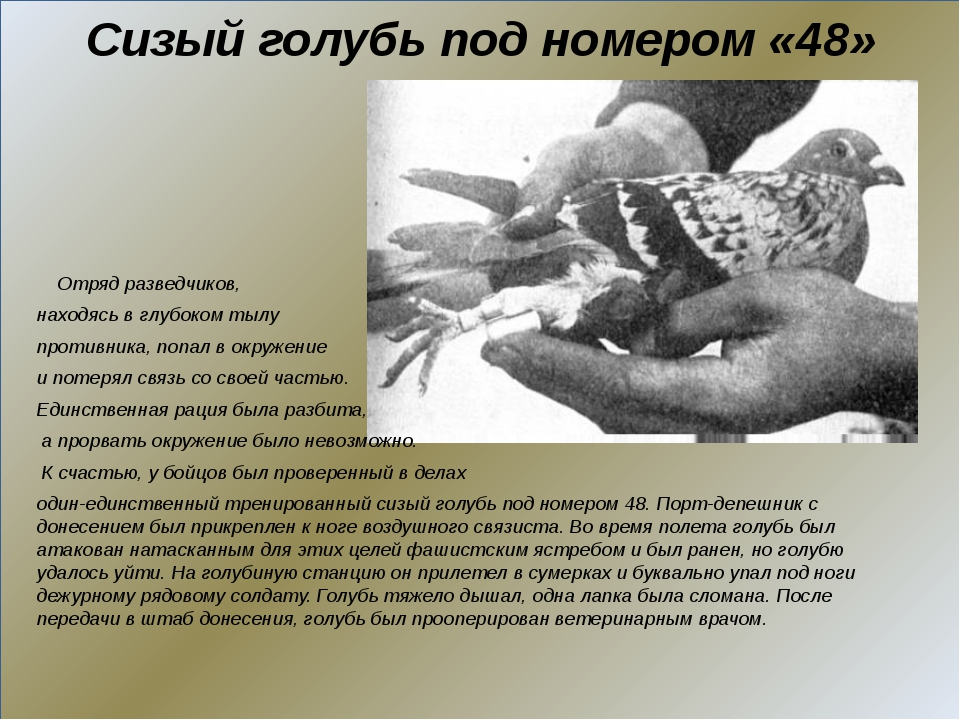 Сизый голубь под номером «48»
Отряд разведчиков,
находясь в глубоком тылу
противника, попал в окружение
и потерял связь со своей частью.
Единственная рация была разбита,
а прорвать окружение было невозможно.
К счастью, у бойцов был проверенный в делах
один-единственный тренированный сизый голубь под номером 48. Порт-депешник с
донесением был прикреплен к ноге воздушного связиста. Во время полета голубь был
атакован натасканным для этих целей фашистским ястребом и был ранен, но голубю
удалось уйти. На голубиную станцию он прилетел в сумерках и буквально упал под ноги
дежурному рядовому солдату. Голубь тяжело дышал, одна лапка была сломана. После
передачи в штаб донесения, голубь был прооперирован ветеринарным врачом.